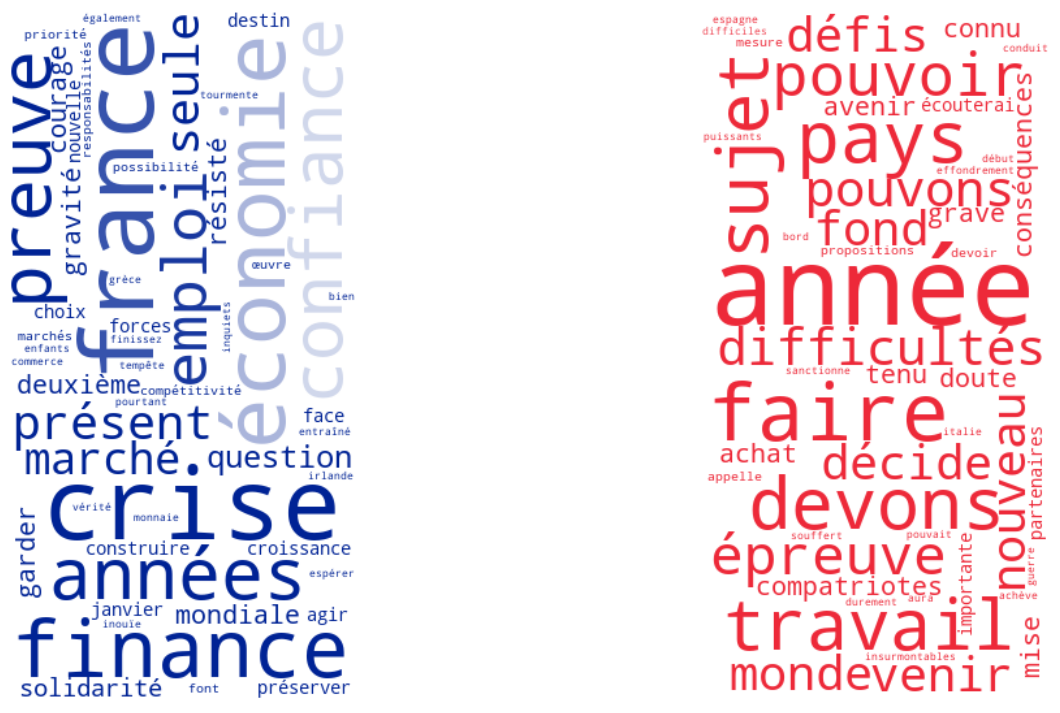 également
destin
priorité
preuve
courage
nouvelle
responsabilités
gravité
france
seule
emploi
tourmente
possibilité
résisté
économie
confiance
œuvre
grèce
bien
choix
forces
finissez
inquiets
marchés
enfants
commerce
tempête
deuxième
compétitivité
pourtant
présent
face
entraîné
marché
question
irlande
crise
vérité
monnaie
garder
construire
croissance
années
espérer
janvier
inouïe
mondiale
agir
finance
solidarité
font
préserver
espagne
difficiles
mesure
défis
connu
conduit
sujet
pouvoir
avenir
écouterai
conséquences
puissants
pays
début
effondrement
pouvons
fond
grave
bord
propositions
devoir
année
difficultés
sanctionne
tenu
doute
faire
italie
nouveau
achat
décide
appelle
partenaires
devons
souffert
pouvait
épreuve
importante
guerre
compatriotes
achève
durement
aura
travail
mise
insurmontables
monde
venir